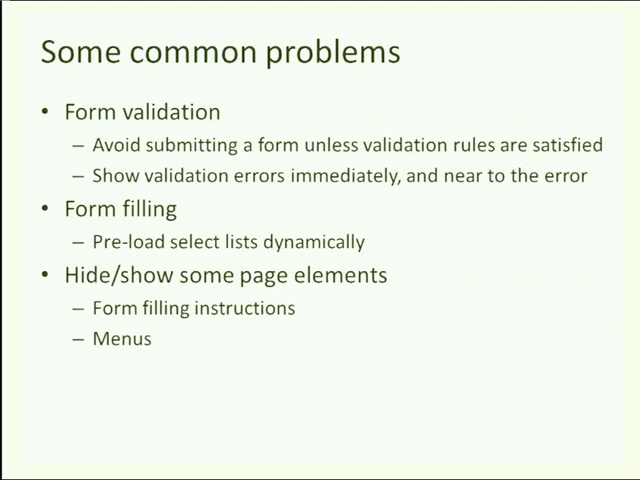 Some common problems
• Form validation
– Avoid submitting a form unless validation rules are satisfied
– Show validation errors immediately, and near to the error
• Form filling
– Pre-load select lists dynamically
• Hide/show some page elements
– Form filling instructions
– Menus